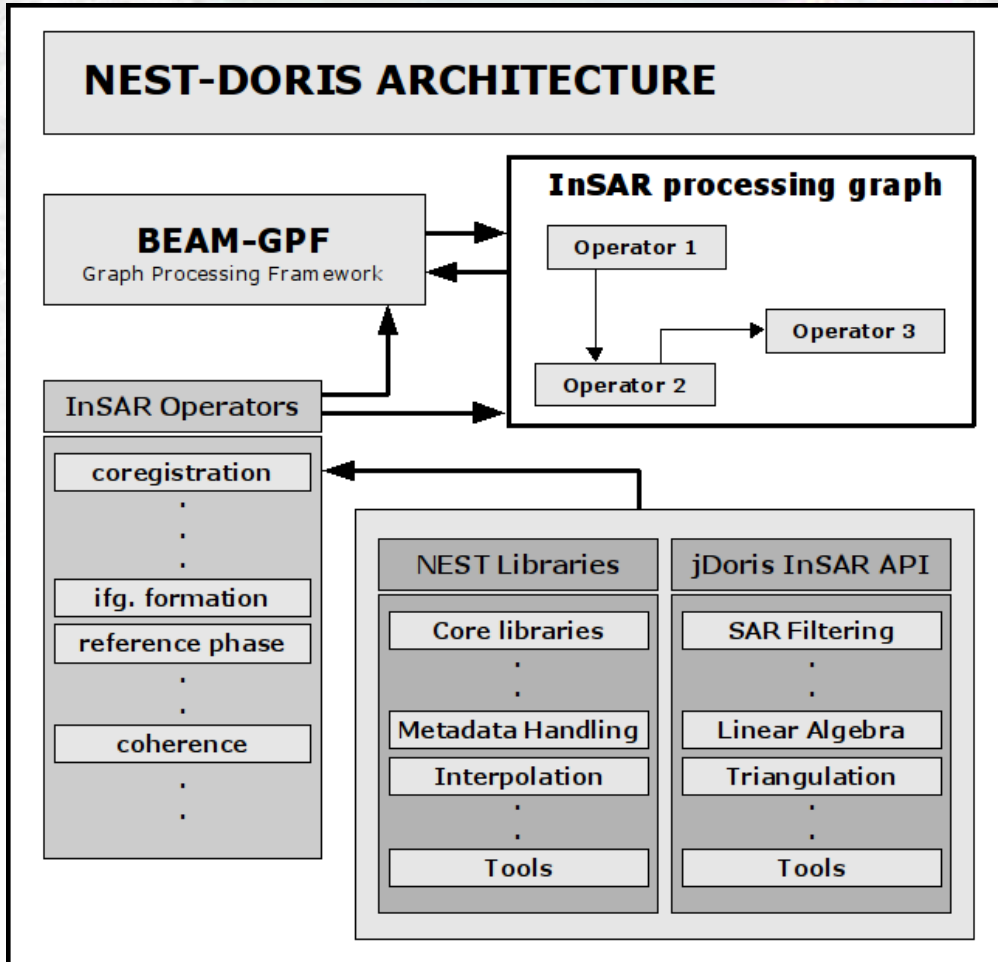 NEST-DORIS ARCHITECTURE
BEAM-GPF
Graph Processing Framework
InSAR processing graph
Operator 1
Operator 2
Operator 3
InSAR Operators
coregistration
ifg. formation
reference phase
coherence
NEST Libraries
Core libraries
Metadata Handling
Interpolation
Tools
jDoris InSAR API
SAR Filtering
Linear Algebra
Triangulation
Tools